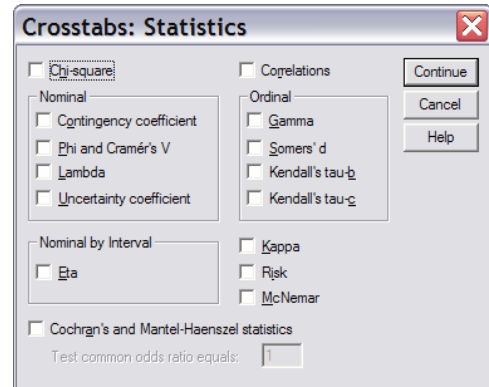 Crosstabs: Statistics
Chi-square
Correlations
Continue
Nominal
Ordinal
Cancel
Contingency coefficient
Gamma
Help
Phi and Cramér's V
Somers' d
Lambda
Kendall's tau-b
Uncertainty coefficient
Kendall's tau-c
Nominal by Interval
Kappa
Eta
Risk
McNemar
Cochran's and Mantel-Haenszel statistics
Test common odds ratio equals: 1